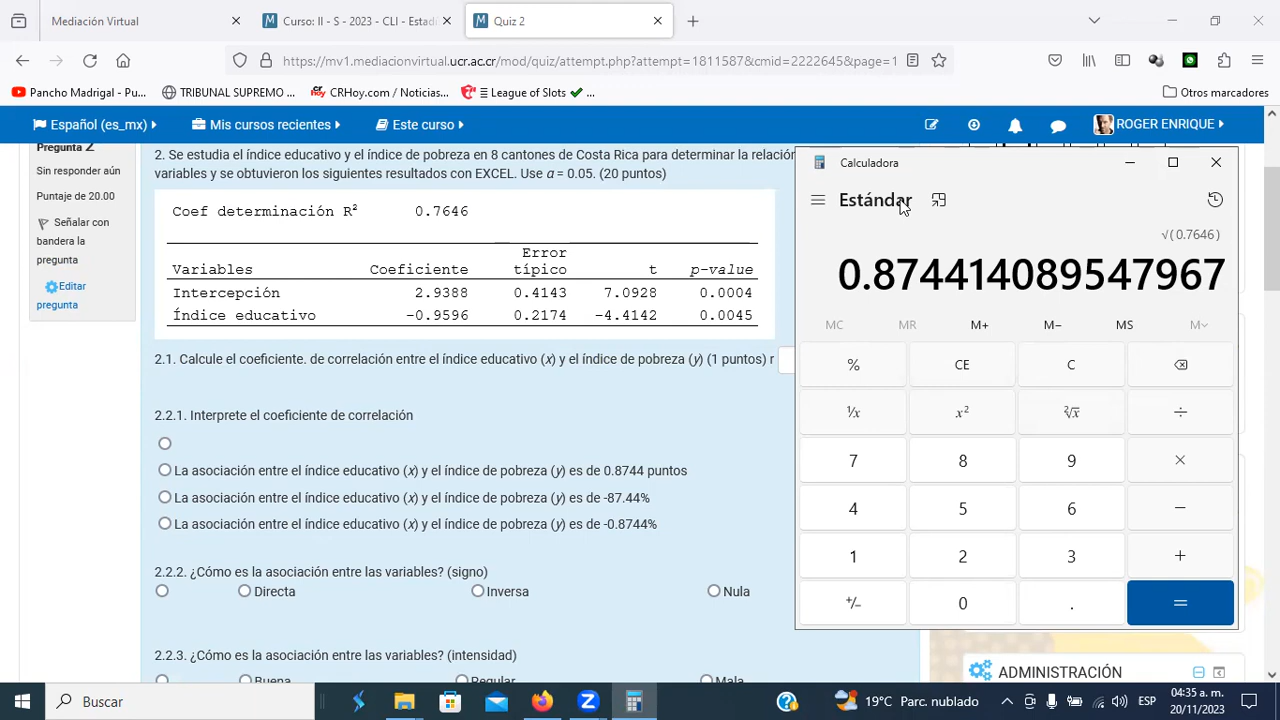 Mediación Virtual
Curso: II - S - 2023 - CLI - Estadí
Quiz 2
https://mv1.mediacionvirtual.ucr.ac.cr/mod/quiz/attempt.php?attempt=1811587&cmid=2222645&page=1
Pancho Madrigal - Pu...
TRIBUNAL SUPREMO ...
CRHoy.com / Noticias...
☰ League of Slots ✔ ...
Otros marcadores
Español (es_mx)
Mis cursos recientes
Este curso
ROGER ENRIQUE
Pregunta 2
Sin responder aún
Puntaje de 20.00
Señalar con
bandera la
pregunta
Editar
pregunta
2. Se estudia el índice educativo y el índice de pobreza en 8 cantones de Costa Rica para determinar la relación
variables y se obtuvieron los siguientes resultados con EXCEL. Use α = 0.05. (20 puntos)
Coef determinación R² 0.7646
Error
Variables Coeficiente típico t p-value
Intercepción 2.9388 0.4143 7.0928 0.0004
Índice educativo −0.9596 0.2174 −4.4142 0.0045
2.1. Calcule el coeficiente. de correlación entre el índice educativo (x) y el índice de pobreza (y) (1 puntos) r
2.2.1. Interprete el coeficiente de correlación
La asociación entre el índice educativo (x) y el índice de pobreza (y) es de 0.8744 puntos
La asociación entre el índice educativo (x) y el índice de pobreza (y) es de -87.44%
La asociación entre el índice educativo (x) y el índice de pobreza (y) es de -0.8744%
2.2.2. ¿Cómo es la asociación entre las variables? (signo)
Directa Inversa Nula
2.2.3. ¿Cómo es la asociación entre las variables? (intensidad)
Buena Regular Mala
Calculadora
Estándar
√( 0.7646 )
0.874414089547967
MC MR M+ M− MS M˅
% CE C ⌫
¹/x x² ²√x ÷
7 8 9 ×
4 5 6 −
1 2 3 +
+/− 0 . =
ADMINISTRACIÓN
Buscar
19°C Parc. nublado
ESP
04:35 a. m.
20/11/2023